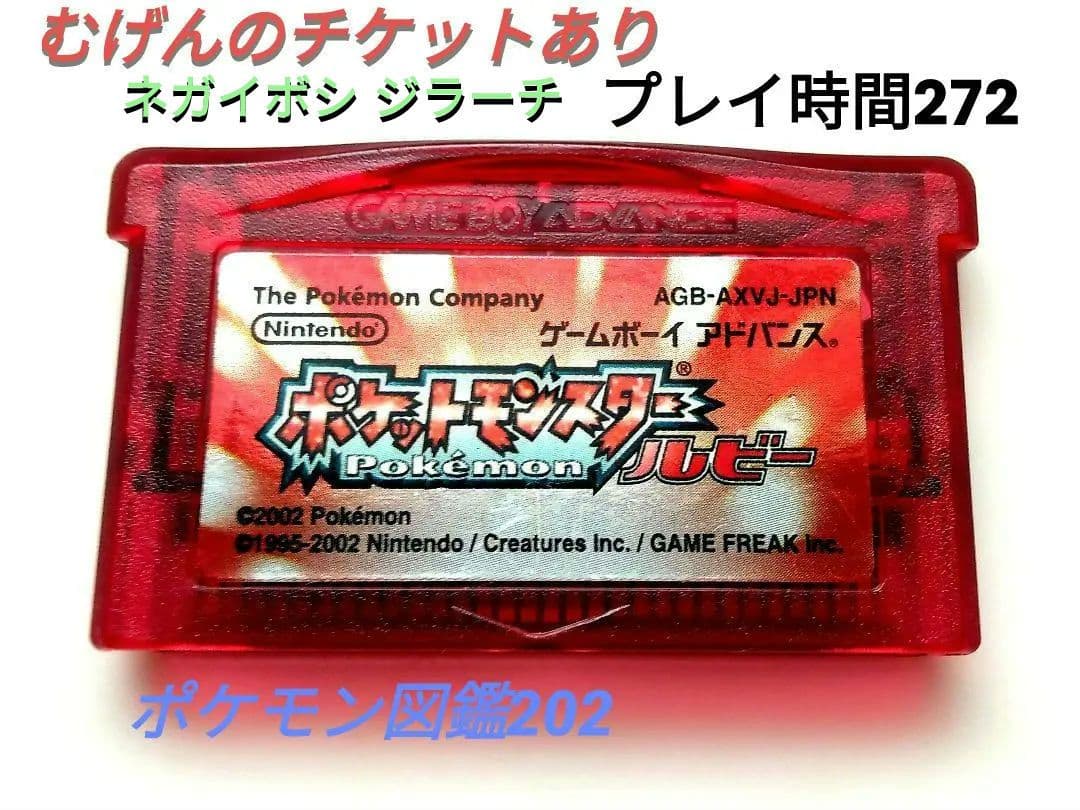 むげんのチケットあり
ネガイボシ ジラーチ プレイ時間272
GAME BOY ADVANCE
The Pokémon Company AGB-AXVJ-JPN
Nintendo® ゲームボーイ アドバンス®
ポケットモンスター®
Pokémon ルビー
©2002 Pokémon
©1995-2002 Nintendo / Creatures Inc. / GAME FREAK Inc.
ポケモン図鑑202